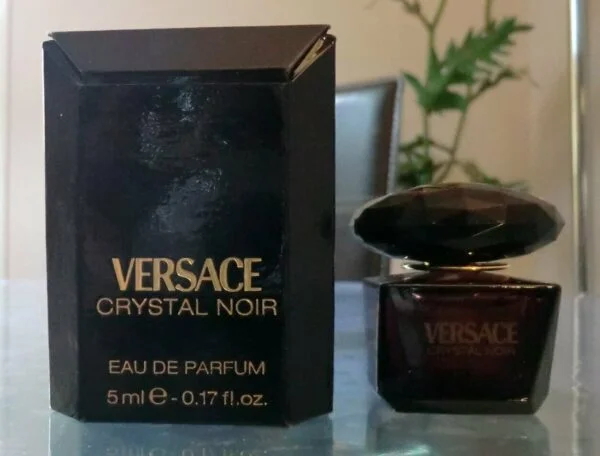 VERSACE
CRYSTAL NOIR
EAU DE PARFUM
5 ml ℮ - 0.17 fl.oz.
VERSACE
CRYSTAL NOIR